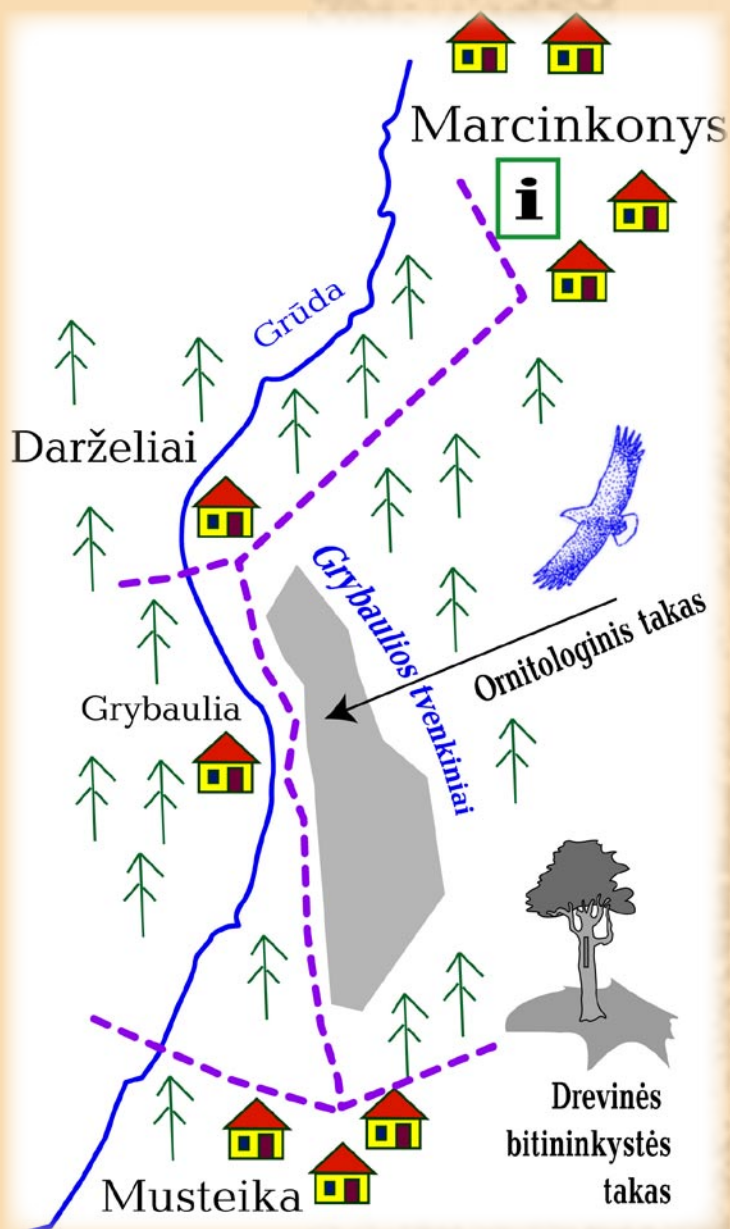 Marcinkonys
i
Grūda
Darželiai
Grybaulios tvenkiniai
Ornitologinis takas
Grybaulia
Drevinės
bitininkystės
takas
Musteika